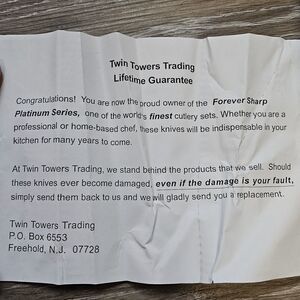 Twin Towers Trading
Lifetime Guarantee
Congratulations! You are now the proud owner of the Forever Sharp
Platinum Series, one of the world's finest cutlery sets. Whether you are a
professional or home-based chef, these knives will be indispensable in your
kitchen for many years to come.
At Twin Towers Trading, we stand behind the products that we sell. Should
these knives ever become damaged, even if the damage is your fault,
simply send them back to us and we will gladly send you a replacement.
Twin Towers Trading
P.O. Box 6553
Freehold, N.J. 07728